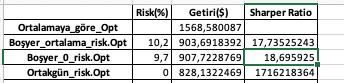 Risk(%) Getiri($) Sharper Ratio
Ortalamaya_göre_Opt 1568,580087
Boşyer_ortalama_risk.Opt 10,2 903,6918392 17,73525243
Boşyer_0_risk.Opt 9,7 907,7228769 18,695925
Ortakgün_risk.Opt 0 828,1322469 1716218364